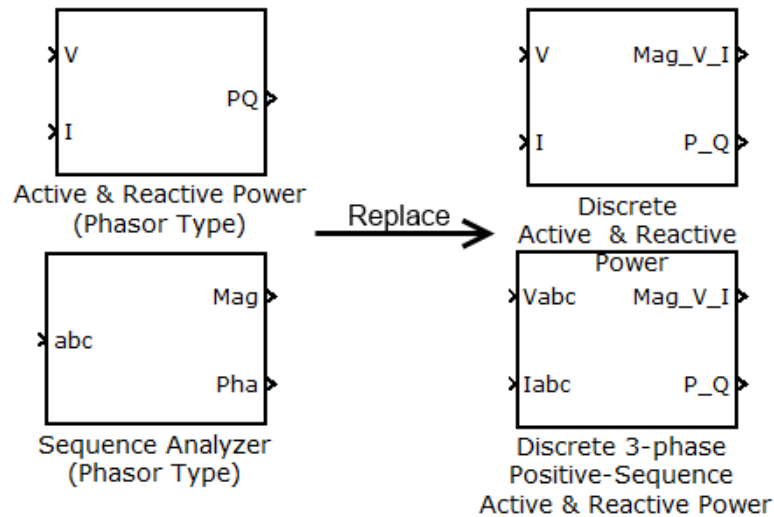 V
I
PQ
Active & Reactive Power
(Phasor Type)
abc
Mag
Pha
Sequence Analyzer
(Phasor Type)
Replace
V
I
Mag_V_I
P_Q
Discrete
Active & Reactive
Power
Vabc
Iabc
Mag_V_I
P_Q
Discrete 3-phase
Positive-Sequence
Active & Reactive Power